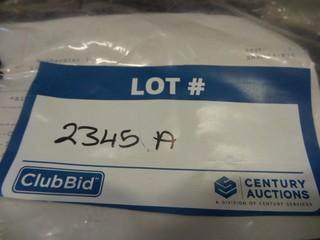 LOT #
2345 A
ClubBid
CENTURY
AUCTIONS
A DIVISION OF CENTURY SERVICES